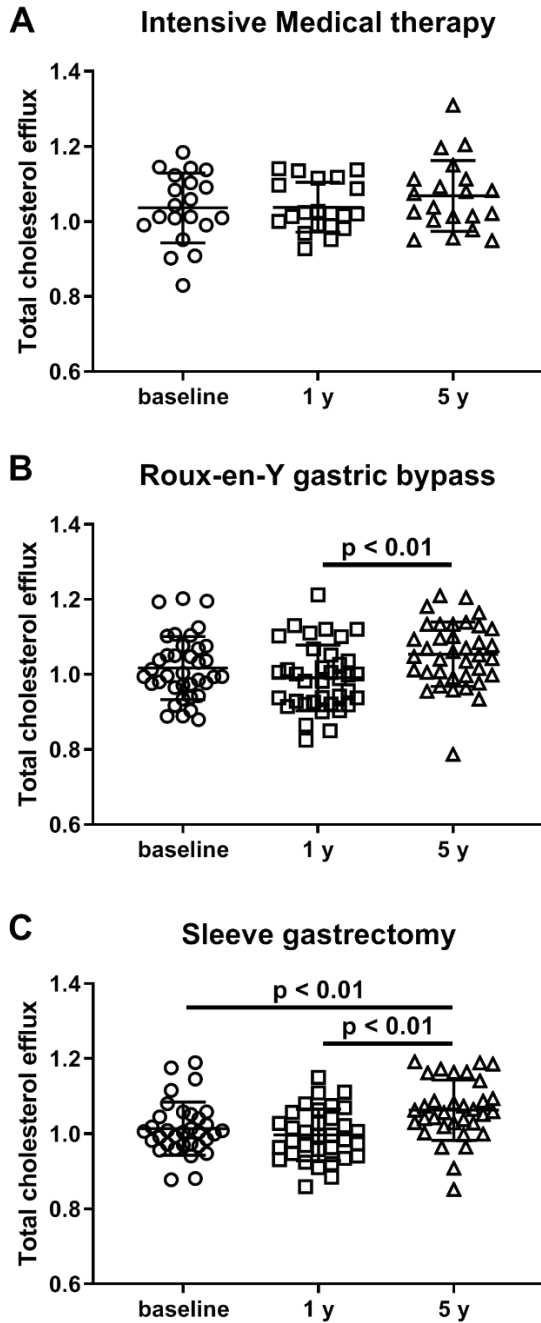 A Intensive Medical therapy
Total cholesterol efflux
1.4
1.2
1.0
0.8
0.6
baseline 1 y 5 y
B Roux-en-Y gastric bypass
Total cholesterol efflux
1.4
1.2
1.0
0.8
0.6
p < 0.01
baseline 1 y 5 y
C Sleeve gastrectomy
Total cholesterol efflux
1.4
1.2
1.0
0.8
0.6
p < 0.01
p < 0.01
baseline 1 y 5 y